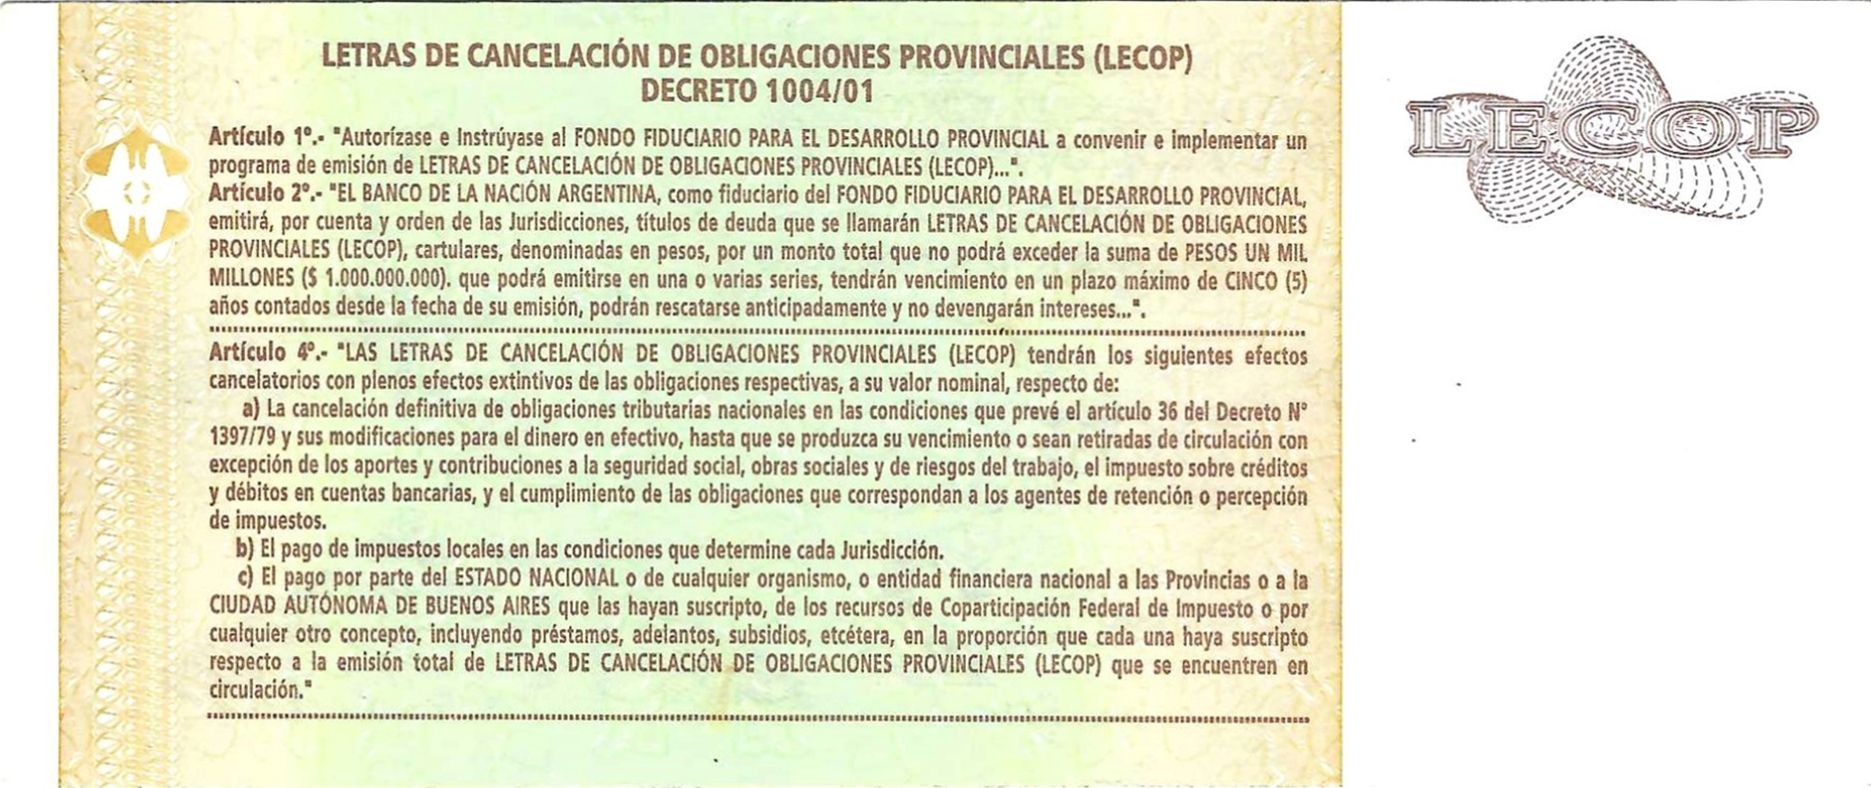 LETRAS DE CANCELACIÓN DE OBLIGACIONES PROVINCIALES (LECOP)
DECRETO 1004/01
Artículo 1º.- "Autorízase e Instrúyase al FONDO FIDUCIARIO PARA EL DESARROLLO PROVINCIAL a convenir e implementar un
programa de emisión de LETRAS DE CANCELACIÓN DE OBLIGACIONES PROVINCIALES (LECOP)...".
Artículo 2º.- "EL BANCO DE LA NACIÓN ARGENTINA, como fiduciario del FONDO FIDUCIARIO PARA EL DESARROLLO PROVINCIAL,
emitirá, por cuenta y orden de las Jurisdicciones, títulos de deuda que se llamarán LETRAS DE CANCELACIÓN DE OBLIGACIONES
PROVINCIALES (LECOP), cartulares, denominadas en pesos, por un monto total que no podrá exceder la suma de PESOS UN MIL
MILLONES ($ 1.000.000.000). que podrá emitirse en una o varias series, tendrán vencimiento en un plazo máximo de CINCO (5)
años contados desde la fecha de su emisión, podrán rescatarse anticipadamente y no devengarán intereses...".
Artículo 4º.- "LAS LETRAS DE CANCELACIÓN DE OBLIGACIONES PROVINCIALES (LECOP) tendrán los siguientes efectos
cancelatorios con plenos efectos extintivos de las obligaciones respectivas, a su valor nominal, respecto de:
a) La cancelación definitiva de obligaciones tributarias nacionales en las condiciones que prevé el artículo 36 del Decreto Nº
1397/79 y sus modificaciones para el dinero en efectivo, hasta que se produzca su vencimiento o sean retiradas de circulación con
excepción de los aportes y contribuciones a la seguridad social, obras sociales y de riesgos del trabajo, el impuesto sobre créditos
y débitos en cuentas bancarias, y el cumplimiento de las obligaciones que correspondan a los agentes de retención o percepción
de impuestos.
b) El pago de impuestos locales en las condiciones que determine cada Jurisdicción.
c) El pago por parte del ESTADO NACIONAL o de cualquier organismo, o entidad financiera nacional a las Provincias o a la
CIUDAD AUTÓNOMA DE BUENOS AIRES que las hayan suscripto, de los recursos de Coparticipación Federal de Impuesto o por
cualquier otro concepto, incluyendo préstamos, adelantos, subsidios, etcétera, en la proporción que cada una haya suscripto
respecto a la emisión total de LETRAS DE CANCELACIÓN DE OBLIGACIONES PROVINCIALES (LECOP) que se encuentren en
circulación."
LECOP